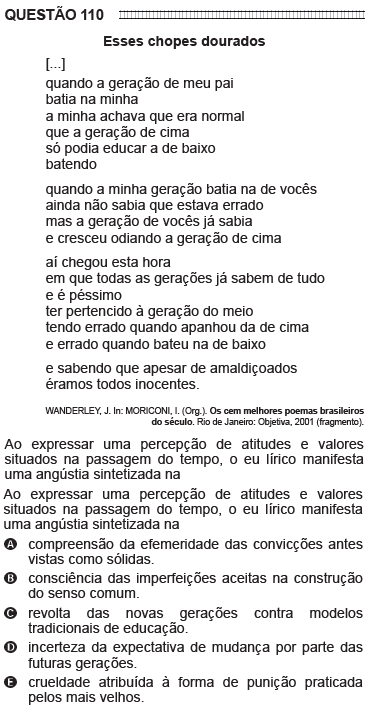 QUESTÃO 110
Esses chopes dourados
[...]
quando a geração de meu pai
batia na minha
a minha achava que era normal
que a geração de cima
só podia educar a de baixo
batendo
quando a minha geração batia na de vocês
ainda não sabia que estava errado
mas a geração de vocês já sabia
e cresceu odiando a geração de cima
aí chegou esta hora
em que todas as gerações já sabem de tudo
e é péssimo
ter pertencido à geração do meio
tendo errado quando apanhou da de cima
e errado quando bateu na de baixo
e sabendo que apesar de amaldiçoados
éramos todos inocentes.
WANDERLEY, J. In: MORICONI, I. (Org.). Os cem melhores poemas brasileiros
do século. Rio de Janeiro: Objetiva, 2001 (fragmento).
Ao expressar uma percepção de atitudes e valores
situados na passagem do tempo, o eu lírico manifesta
uma angústia sintetizada na
Ao expressar uma percepção de atitudes e valores
situados na passagem do tempo, o eu lírico manifesta
uma angústia sintetizada na
A compreensão da efemeridade das convicções antes
vistas como sólidas.
B consciência das imperfeições aceitas na construção
do senso comum.
C revolta das novas gerações contra modelos
tradicionais de educação.
D incerteza da expectativa de mudança por parte das
futuras gerações.
E crueldade atribuída à forma de punição praticada
pelos mais velhos.